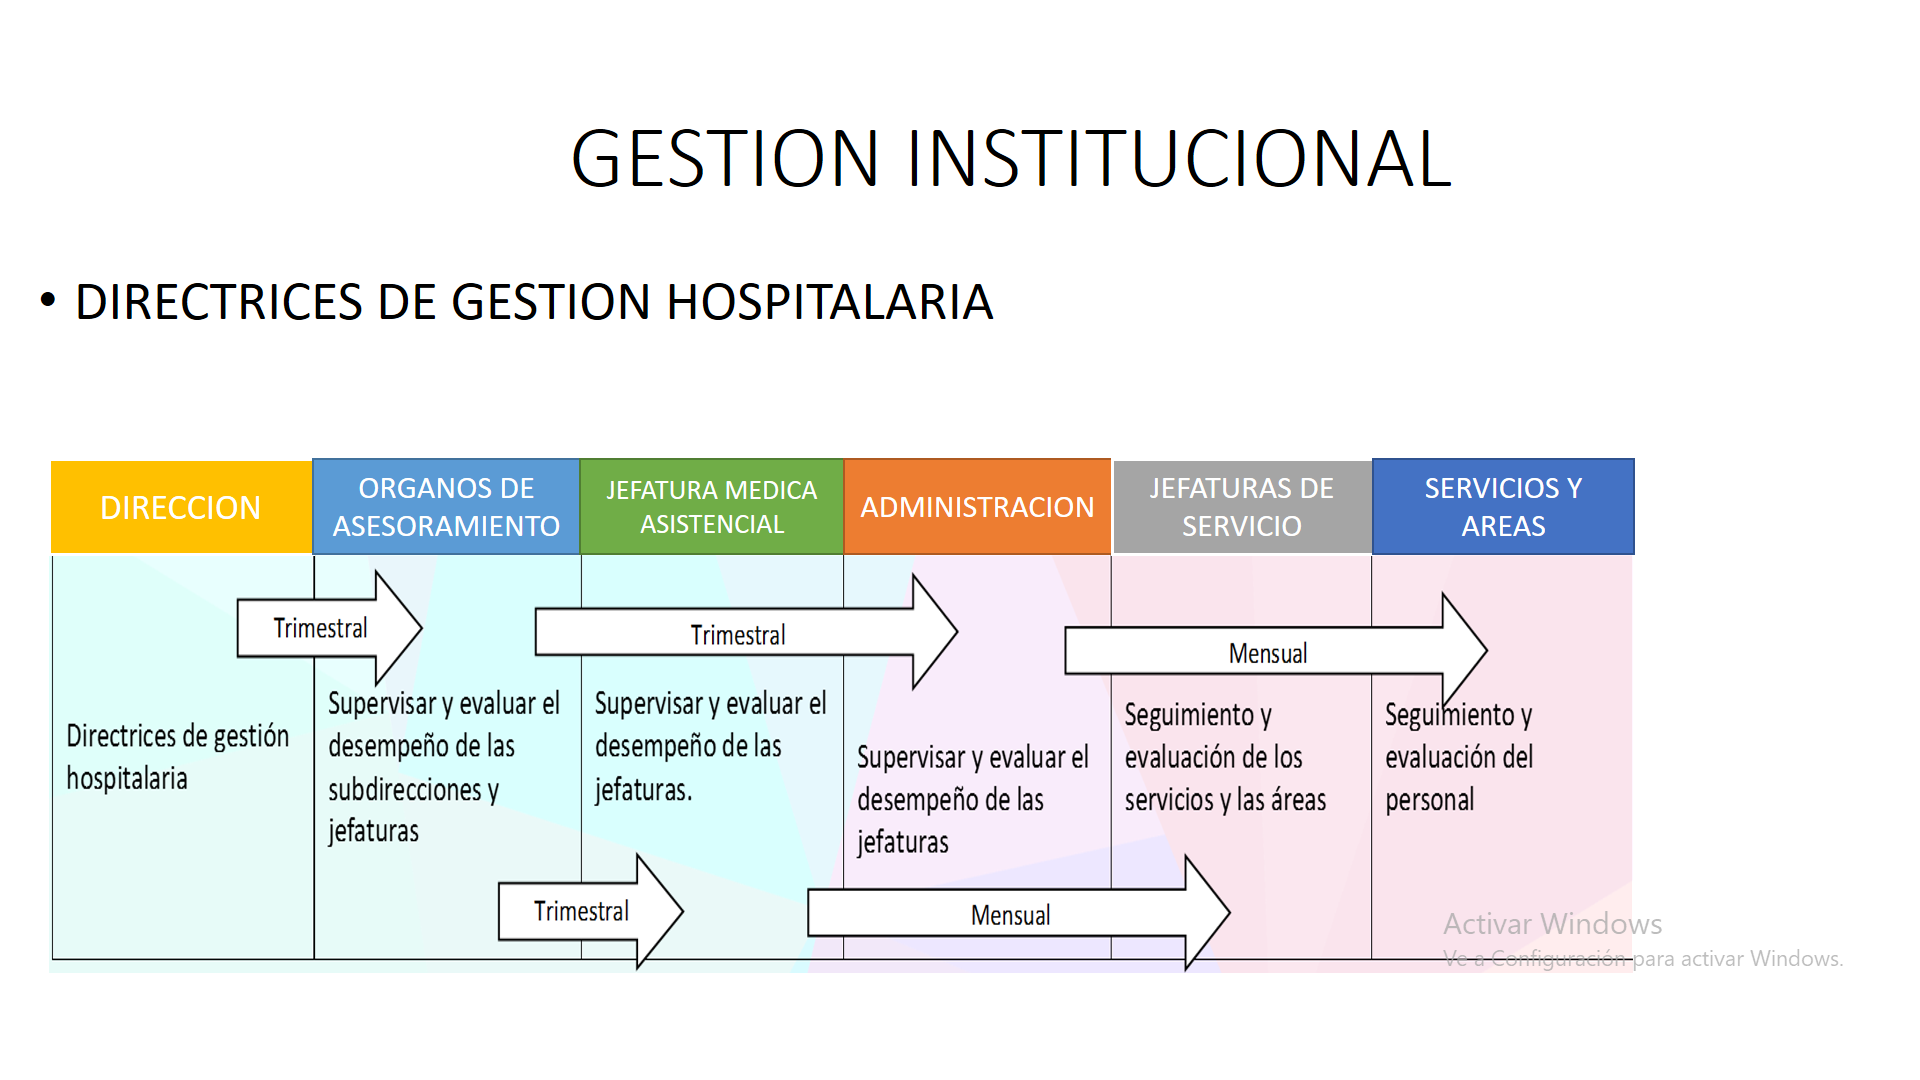 GESTION INSTITUCIONAL
• DIRECTRICES DE GESTION HOSPITALARIA
DIRECCION
ORGANOS DE
ASESORAMIENTO
JEFATURA MEDICA
ASISTENCIAL
ADMINISTRACION
JEFATURAS DE
SERVICIO
SERVICIOS Y
AREAS
Trimestral
Trimestral
Mensual
Directrices de gestión
hospitalaria
Supervisar y evaluar el
desempeño de las
subdirecciones y
jefaturas
Supervisar y evaluar el
desempeño de las
jefaturas.
Supervisar y evaluar el
desempeño de las
jefaturas
Seguimiento y
evaluación de los
servicios y las áreas
Seguimiento y
evaluación del
personal
Trimestral
Mensual
Activar Windows
Ve a Configuración para activar Windows.